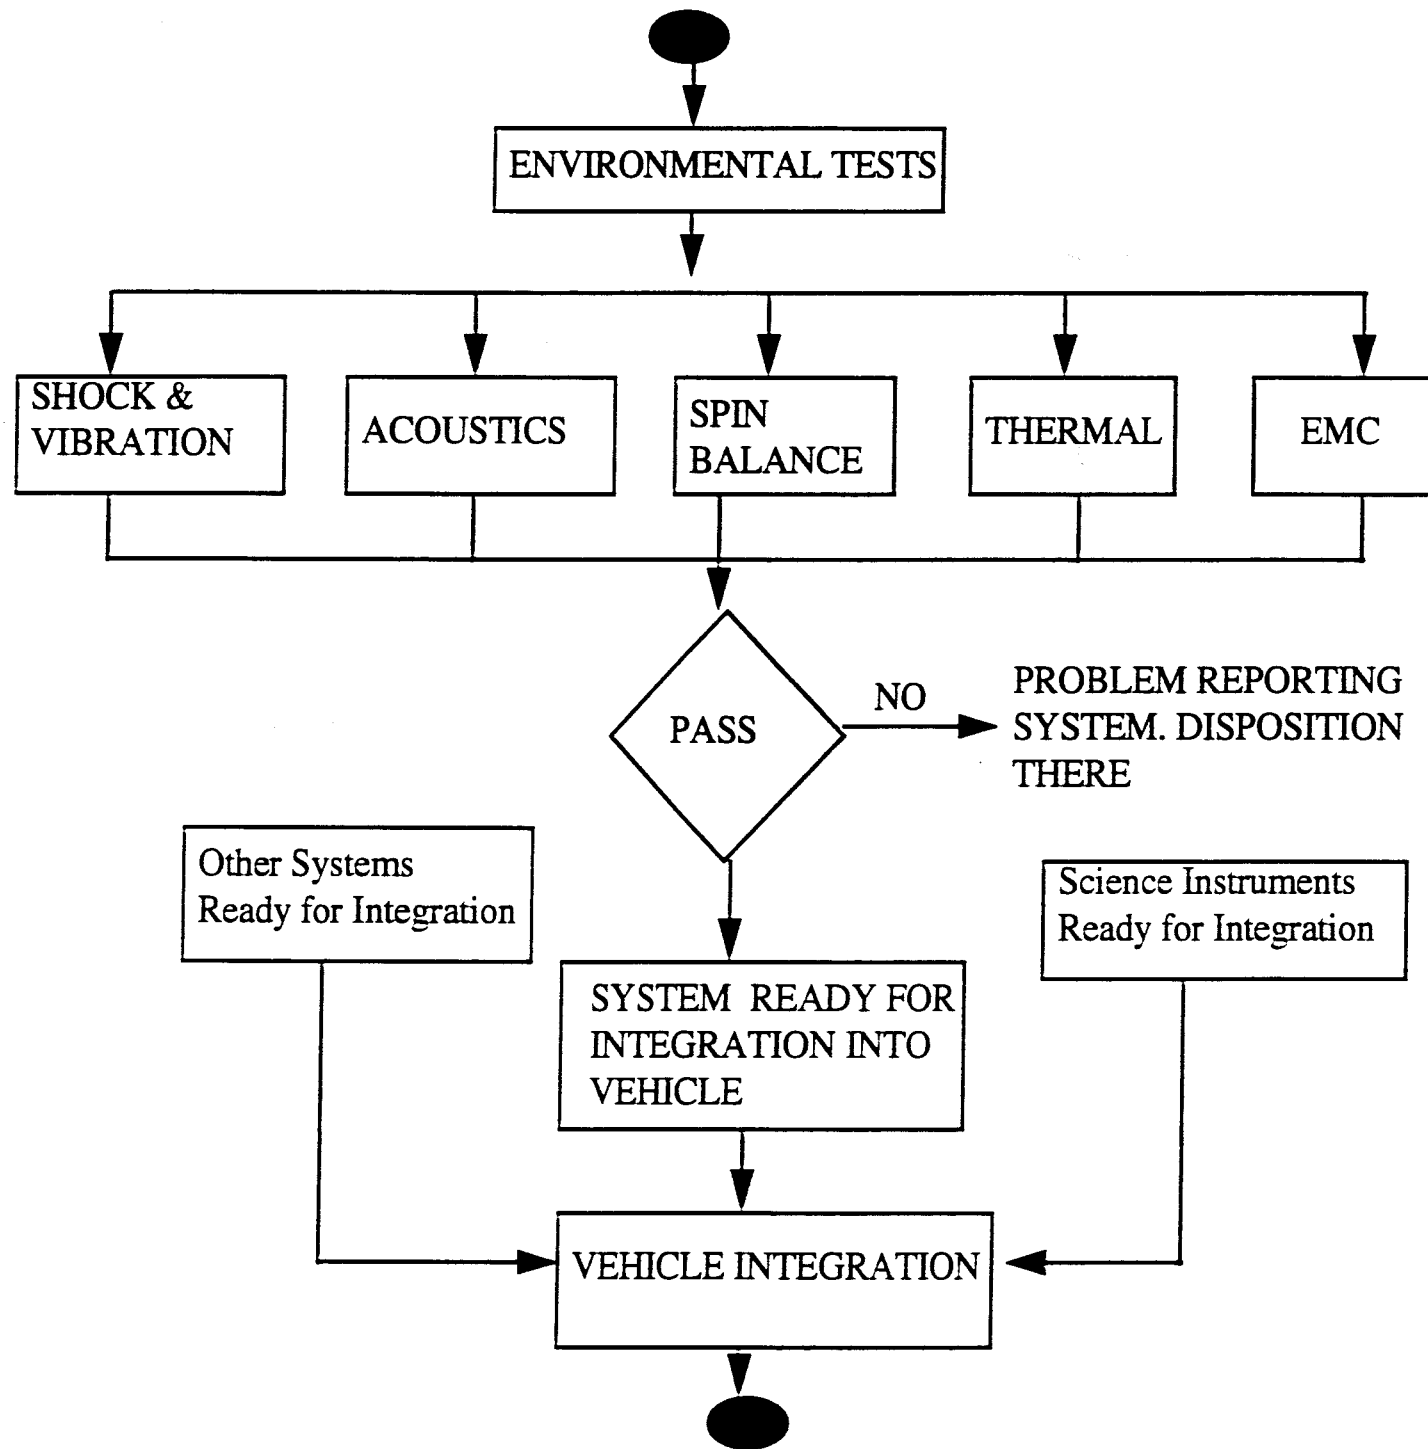 ENVIRONMENTAL TESTS
SHOCK &
VIBRATION
ACOUSTICS
SPIN
BALANCE
THERMAL
EMC
PASS
NO
PROBLEM REPORTING
SYSTEM. DISPOSITION
THERE
Other Systems
Ready for Integration
Science Instruments
Ready for Integration
SYSTEM READY FOR
INTEGRATION INTO
VEHICLE
VEHICLE INTEGRATION